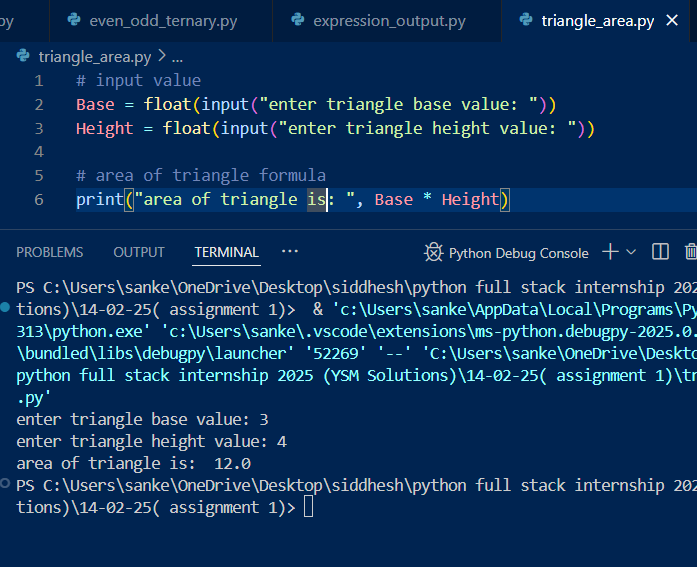 py even_odd_ternary.py expression_output.py triangle_area.py
triangle_area.py > ...
1 # input value
2 Base = float(input("enter triangle base value: "))
3 Height = float(input("enter triangle height value: "))
4
5 # area of triangle formula
6 print("area of triangle is: ", Base * Height)
PROBLEMS OUTPUT TERMINAL ... Python Debug Console
PS C:\Users\sanke\OneDrive\Desktop\siddhesh\python full stack internship 202
tions)\14-02-25( assignment 1)> & 'c:\Users\sanke\AppData\Local\Programs\Py
313\python.exe' 'c:\Users\sanke\.vscode\extensions\ms-python.debugpy-2025.0.
\bundled\libs\debugpy\launcher' '52269' '--' 'C:\Users\sanke\OneDrive\Deskto
python full stack internship 2025 (YSM Solutions)\14-02-25( assignment 1)\tr
.py'
enter triangle base value: 3
enter triangle height value: 4
area of triangle is:  12.0
PS C:\Users\sanke\OneDrive\Desktop\siddhesh\python full stack internship 202
tions)\14-02-25( assignment 1)>